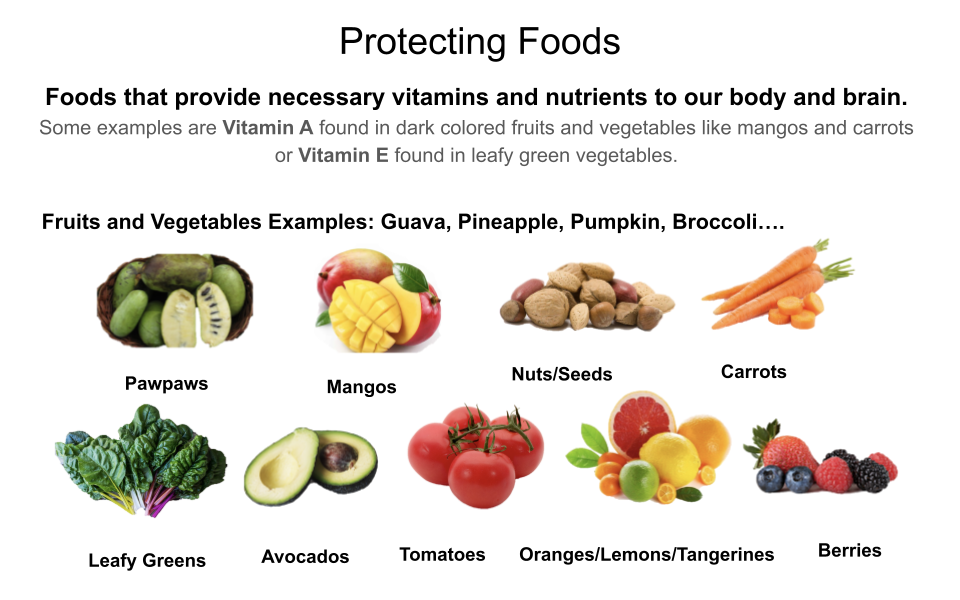 Protecting Foods
Foods that provide necessary vitamins and nutrients to our body and brain.
Some examples are Vitamin A found in dark colored fruits and vegetables like mangos and carrots
or Vitamin E found in leafy green vegetables.
Fruits and Vegetables Examples: Guava, Pineapple, Pumpkin, Broccoli….
Pawpaws
Mangos
Nuts/Seeds
Carrots
Leafy Greens
Avocados
Tomatoes
Oranges/Lemons/Tangerines
Berries